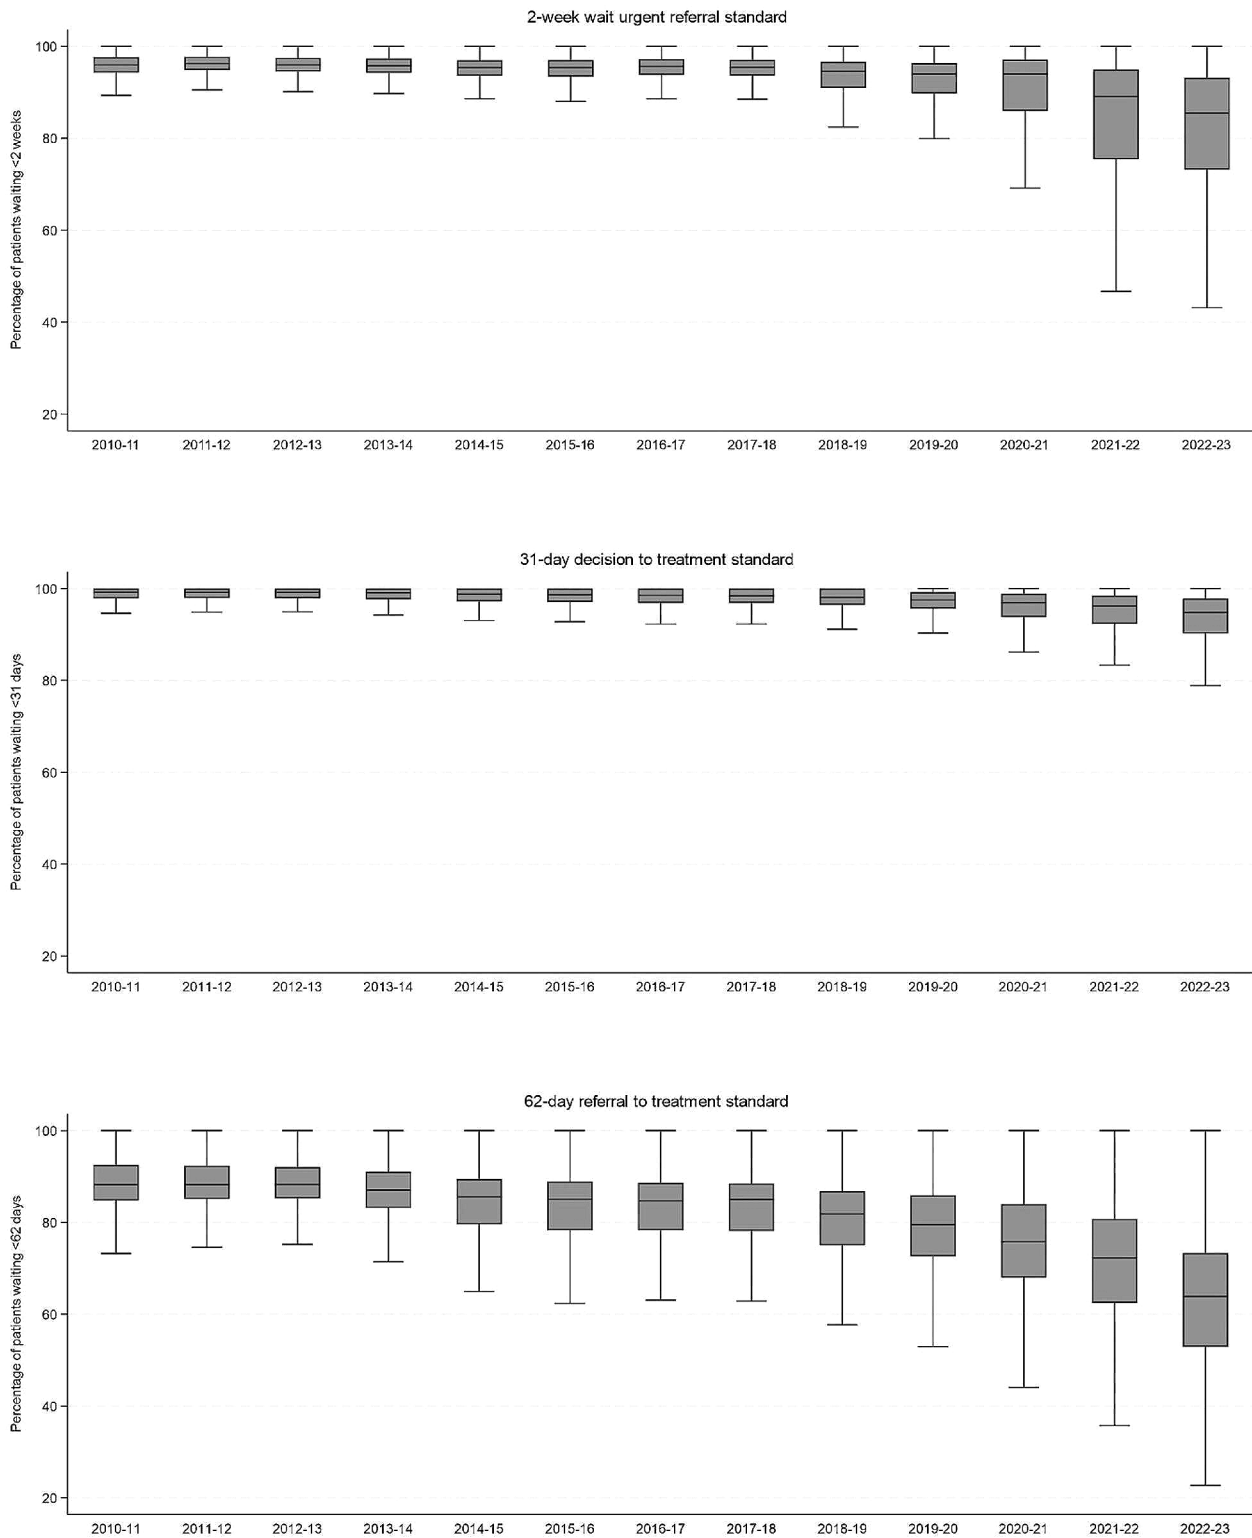 2-week wait urgent referral standard
Percentage of patients waiting <2 weeks
100
80
60
40
20
2010-11 2011-12 2012-13 2013-14 2014-15 2015-16 2016-17 2017-18 2018-19 2019-20 2020-21 2021-22 2022-23
31-day decision to treatment standard
Percentage of patients waiting <31 days
100
80
60
40
20
2010-11 2011-12 2012-13 2013-14 2014-15 2015-16 2016-17 2017-18 2018-19 2019-20 2020-21 2021-22 2022-23
62-day referral to treatment standard
Percentage of patients waiting <62 days
100
80
60
40
20
2010-11 2011-12 2012-13 2013-14 2014-15 2015-16 2016-17 2017-18 2018-19 2019-20 2020-21 2021-22 2022-23